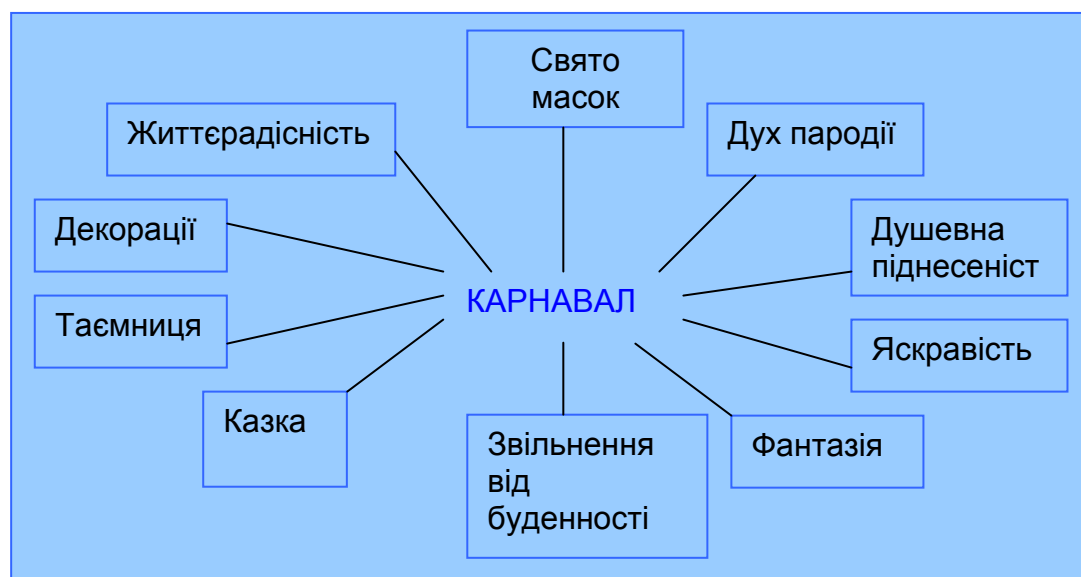 Свято
масок
Життєрадісність
Дух пародії
Декорації
Душевна
піднесеніст
КАРНАВАЛ
Таємниця
Яскравість
Казка
Звільнення
від
буденності
Фантазія